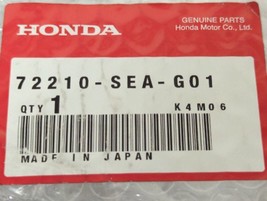 HONDA
GENUINE PARTS
Honda Motor Co., Ltd.
72210-SEA-G01
QTY 1
K4M06
MADE IN JAPAN